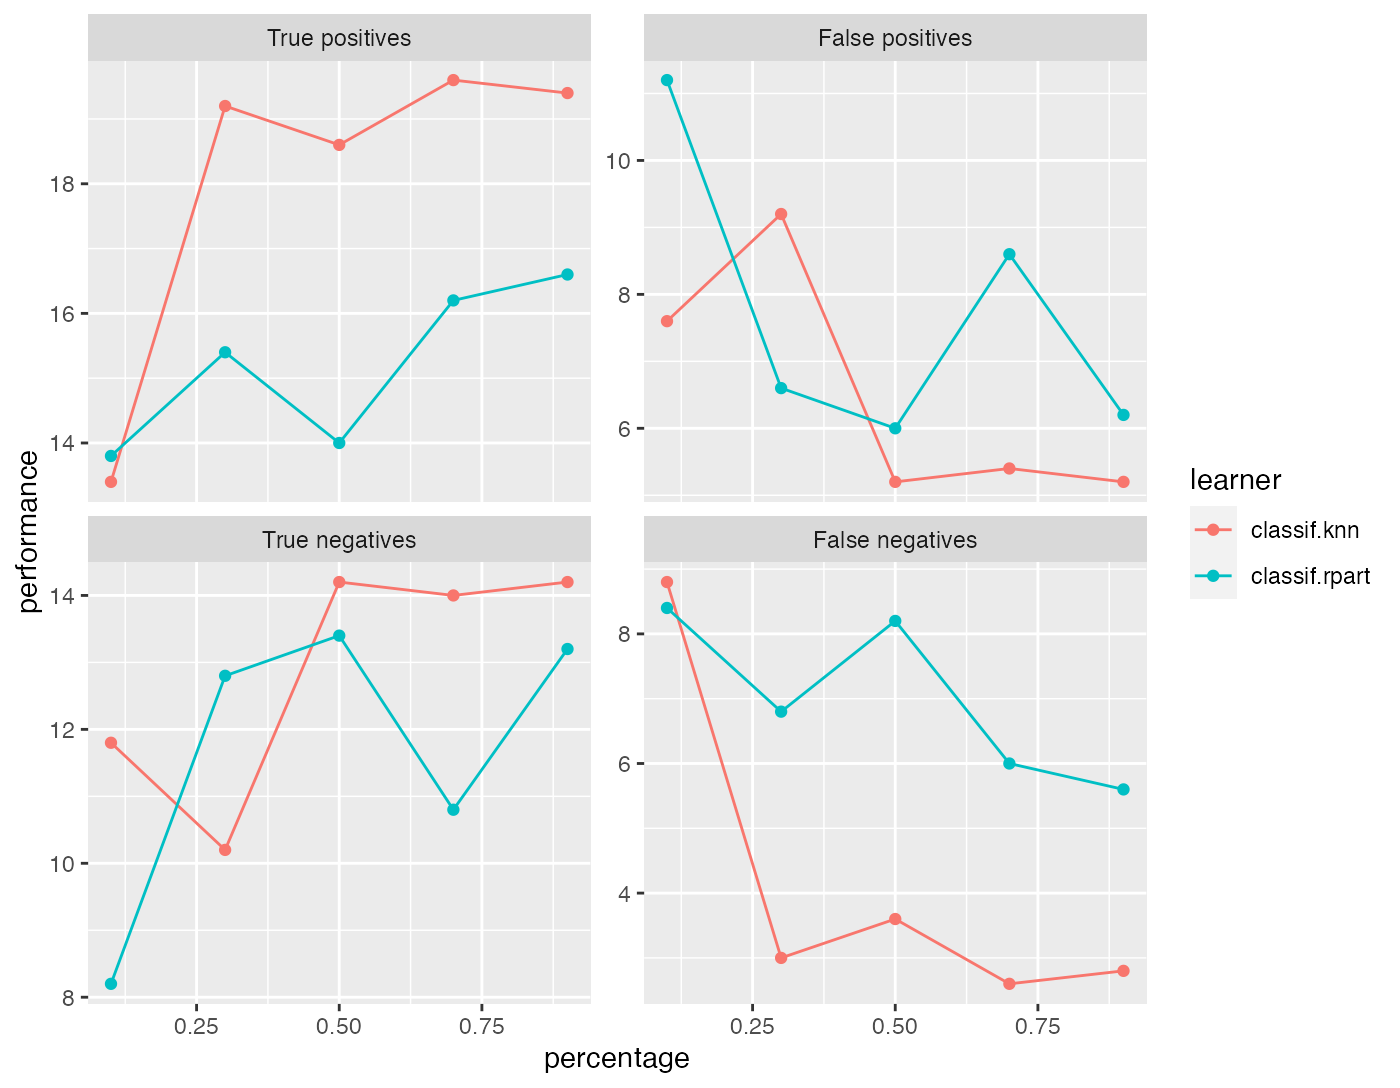 True positives
False positives
18
16
14
10
8
6
performance
True negatives
False negatives
14
12
10
8
8
6
4
0.25
0.50
0.75
0.25
0.50
0.75
percentage
learner
classif.knn
classif.rpart